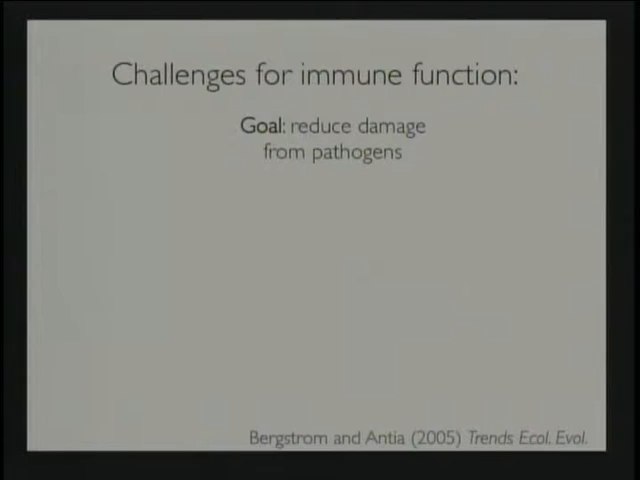 Challenges for immune function:
Goal: reduce damage
from pathogens
Bergstrom and Antia (2005) Trends Ecol. Evol.